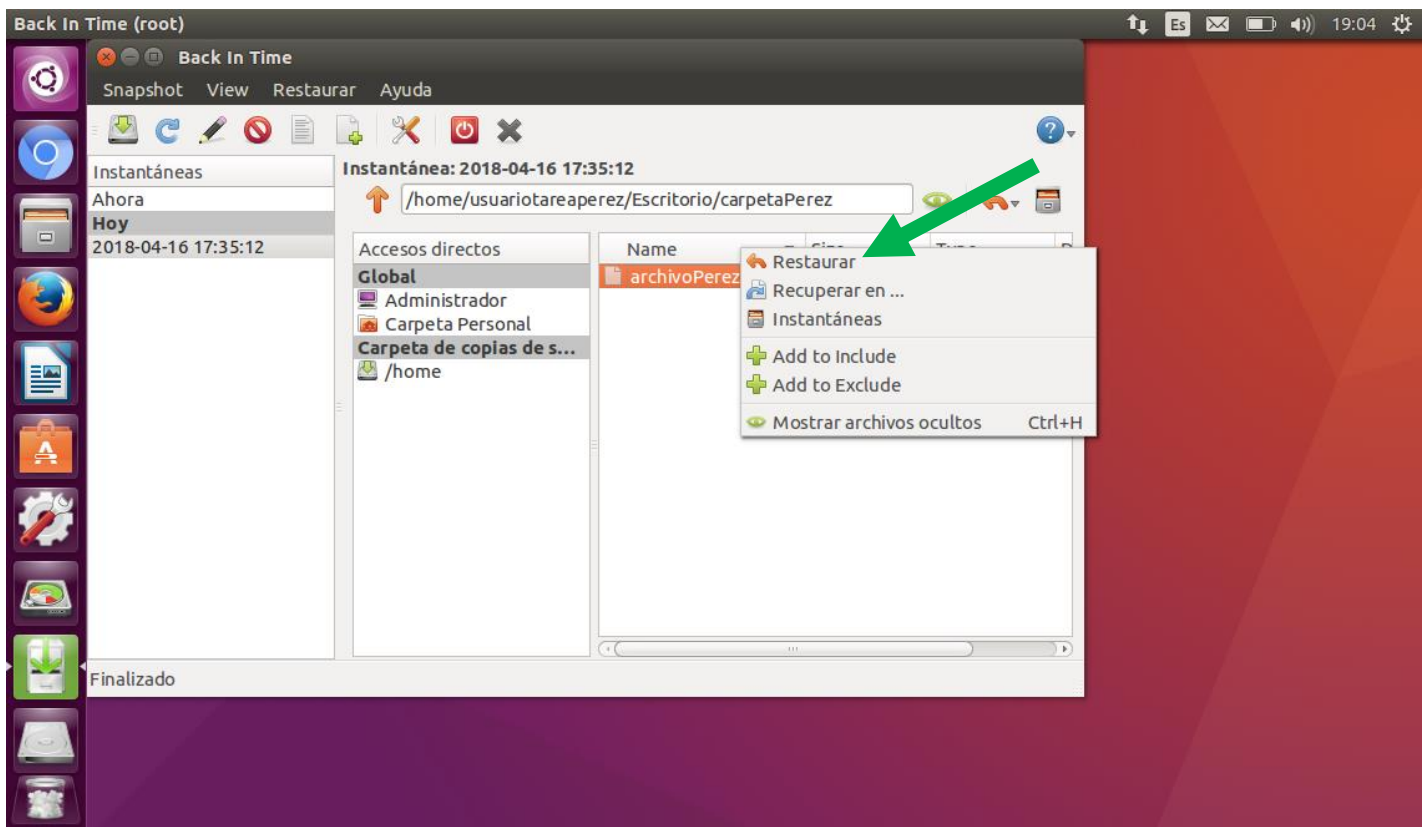 Back In Time (root)
Es
19:04
Back In Time
Snapshot View Restaurar Ayuda
Instantáneas
Ahora
Hoy
2018-04-16 17:35:12
Instantánea: 2018-04-16 17:35:12
/home/usuariotareaperez/Escritorio/carpetaPerez
Accesos directos
Global
Administrador
Carpeta Personal
Carpeta de copias de s...
/home
Name
archivoPerez
Restaurar
Recuperar en ...
Instantáneas
Add to Include
Add to Exclude
Mostrar archivos ocultos Ctrl+H
Finalizado